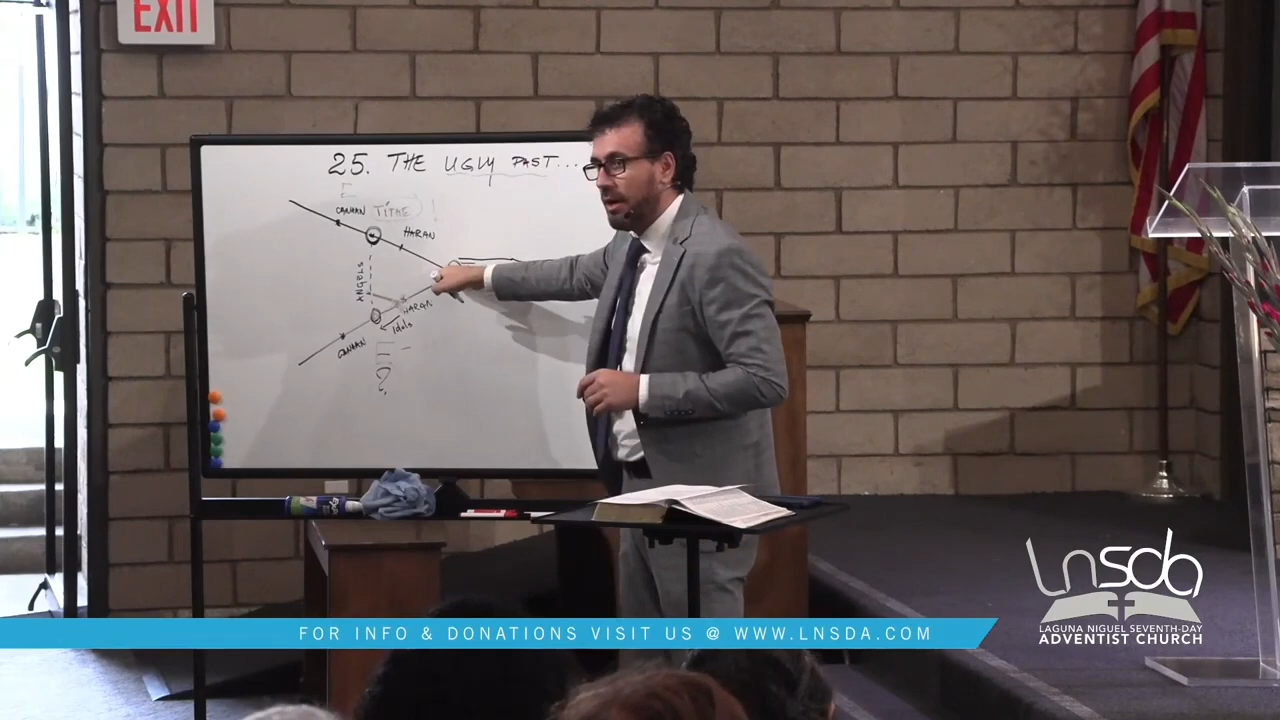 EXIT
25. THE UGLY PAST...
CANAAN
TITHE !
HARAN
ANGELS
HARAN
Idols
CANAAN
?
LNSDA
LAGUNA NIGUEL SEVENTH-DAY
ADVENTIST CHURCH
FOR INFO & DONATIONS VISIT US @ WWW.LNSDA.COM